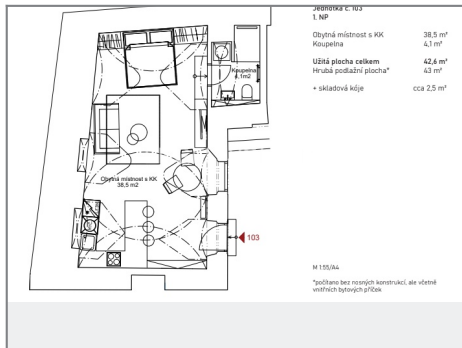 Jednotka č. 103
1. NP
Obytná místnost s KK 38,5 m²
Koupelna 4,1 m²
Užitá plocha celkem 42,6 m²
Hrubá podlažní plocha* 43 m²
+ skladová kóje cca 2,5 m²
Koupelna
4,1m2
Obytná místnost s KK
38,5 m2
103
M 1:55/A4
*počítáno bez nosných konstrukcí, ale včetně
vnitřních bytových příček